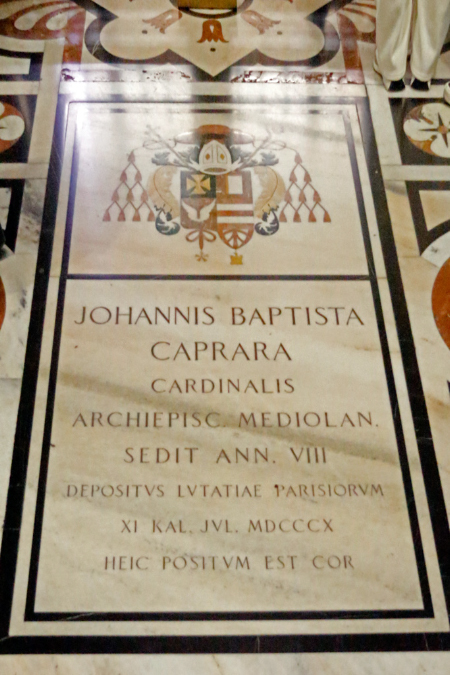 JOHANNIS BAPTISTA
CAPRARA
CARDINALIS
ARCHIEPISC. MEDIOLAN.
SEDIT ANN. VIII
DEPOSITVS LVTATIAE PARISIORVM
XI KAL. JVL. MDCCCX
HEIC POSITVM EST COR